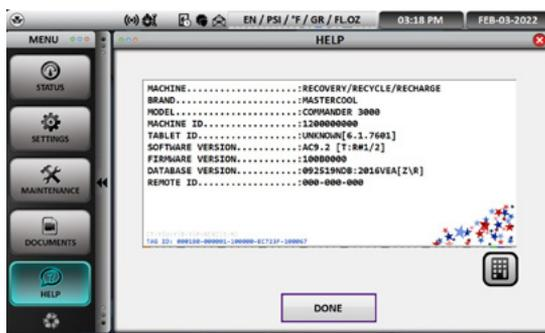 EN / PSI / °F / GR / FL.OZ
03:18 PM
FEB-03-2022
MENU
HELP
STATUS
SETTINGS
MAINTENANCE
DOCUMENTS
HELP
MACHINE......................:RECOVERY/RECYCLE/RECHARGE
BRAND........................:MASTERCOOL
MODEL........................:COMMANDER 3000
MACHINE ID...................:1200000000
TABLET ID....................:UNKNOWN[6.1.7601]
SOFTWARE VERSION.............:AC9.2 [T:R#1/2]
FIRMWARE VERSION.............:100B0000
DATABASE VERSION.............:092519NDB:2016VEA[Z\R]
REMOTE ID....................:000-000-000
TAG ID: 000180-000001-100000-EC723F-100067
DONE